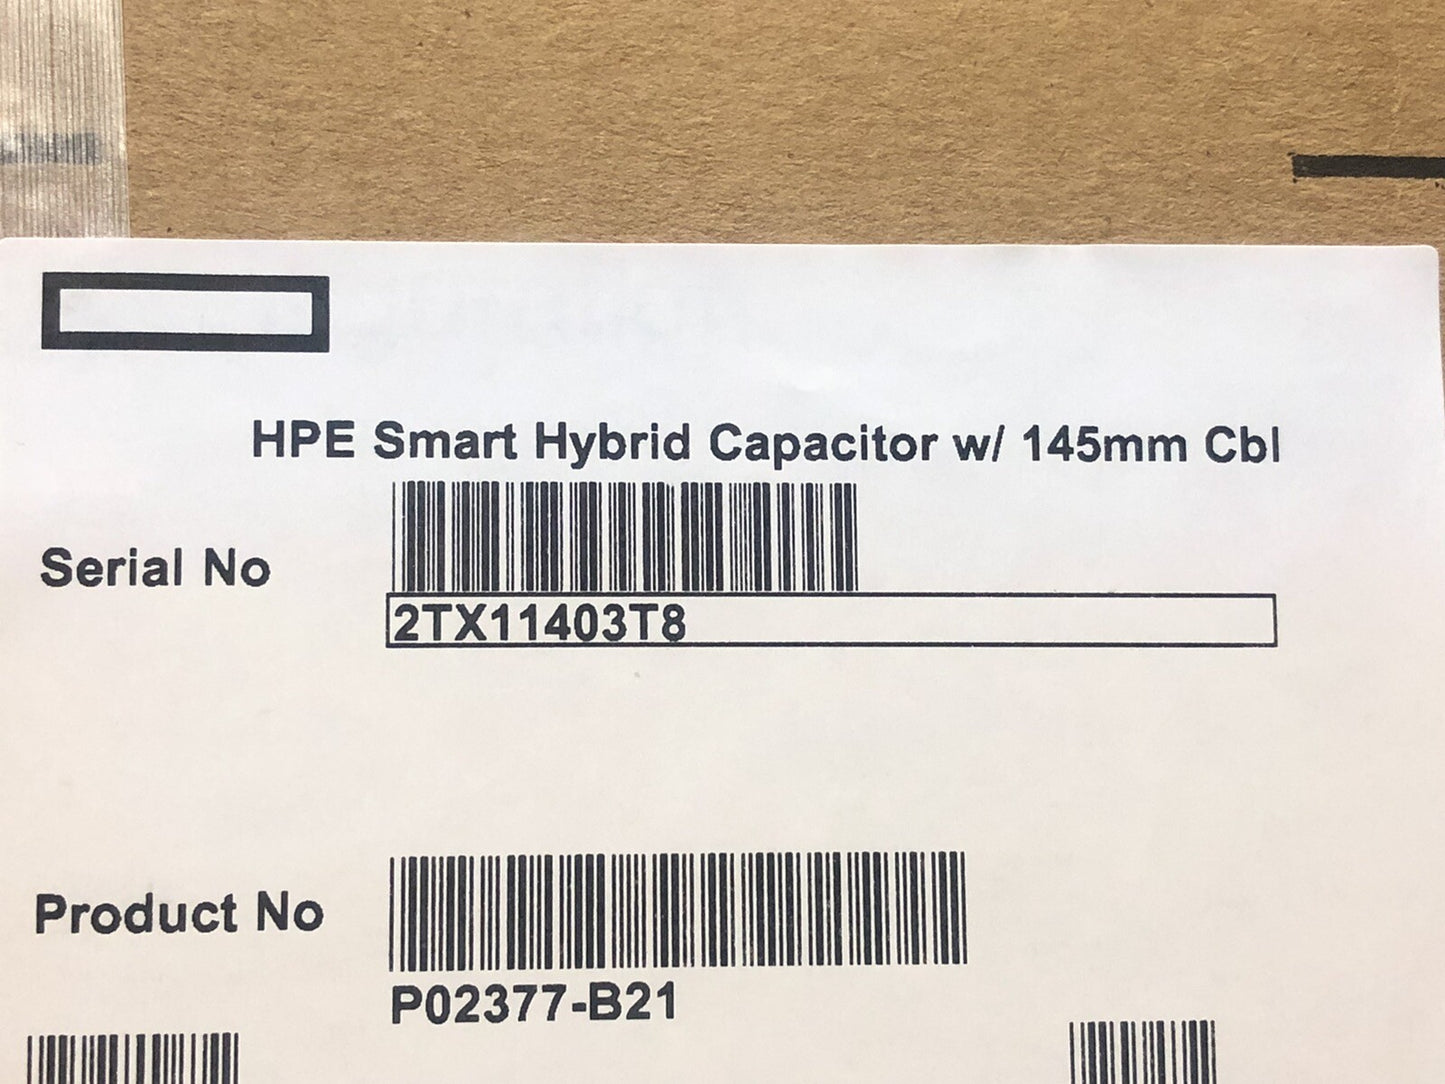 HPE Smart Hybrid Capacitor w/ 145mm Cbl
Serial No
2TX11403T8
Product No
P02377-B21